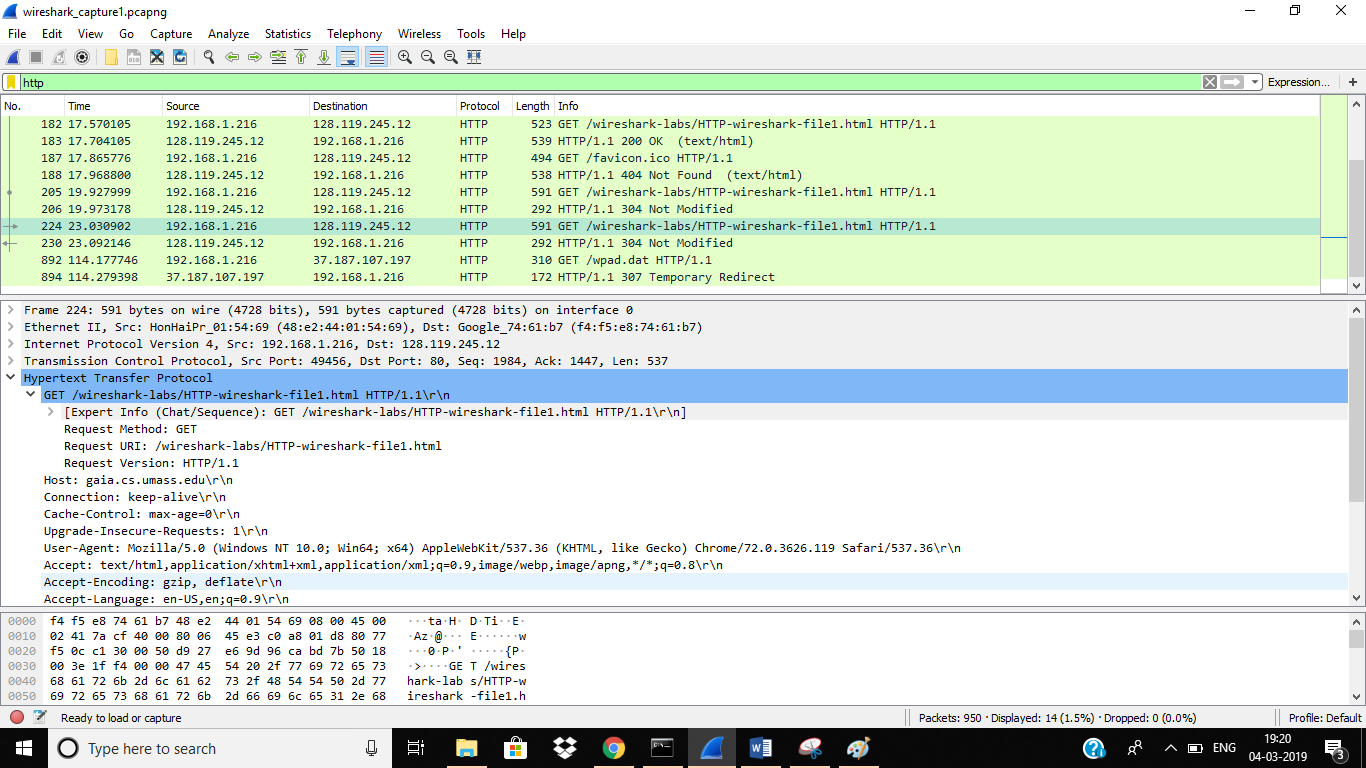 wireshark_capture1.pcapng
File Edit View Go Capture Analyze Statistics Telephony Wireless Tools Help
http Expression... +
No. Time Source Destination Protocol Length Info
182 17.570105 192.168.1.216 128.119.245.12 HTTP 523 GET /wireshark-labs/HTTP-wireshark-file1.html HTTP/1.1
183 17.704105 128.119.245.12 192.168.1.216 HTTP 539 HTTP/1.1 200 OK (text/html)
187 17.865776 192.168.1.216 128.119.245.12 HTTP 494 GET /favicon.ico HTTP/1.1
188 17.968800 128.119.245.12 192.168.1.216 HTTP 538 HTTP/1.1 404 Not Found (text/html)
205 19.927999 192.168.1.216 128.119.245.12 HTTP 591 GET /wireshark-labs/HTTP-wireshark-file1.html HTTP/1.1
206 19.973178 128.119.245.12 192.168.1.216 HTTP 292 HTTP/1.1 304 Not Modified
224 23.030902 192.168.1.216 128.119.245.12 HTTP 591 GET /wireshark-labs/HTTP-wireshark-file1.html HTTP/1.1
230 23.092146 128.119.245.12 192.168.1.216 HTTP 292 HTTP/1.1 304 Not Modified
892 114.177746 192.168.1.216 37.187.107.197 HTTP 310 GET /wpad.dat HTTP/1.1
894 114.279398 37.187.107.197 192.168.1.216 HTTP 172 HTTP/1.1 307 Temporary Redirect
Frame 224: 591 bytes on wire (4728 bits), 591 bytes captured (4728 bits) on interface 0
Ethernet II, Src: HonHaiPr_01:54:69 (48:e2:44:01:54:69), Dst: Google_74:61:b7 (f4:f5:e8:74:61:b7)
Internet Protocol Version 4, Src: 192.168.1.216, Dst: 128.119.245.12
Transmission Control Protocol, Src Port: 49456, Dst Port: 80, Seq: 1984, Ack: 1447, Len: 537
Hypertext Transfer Protocol
GET /wireshark-labs/HTTP-wireshark-file1.html HTTP/1.1\r\n
[Expert Info (Chat/Sequence): GET /wireshark-labs/HTTP-wireshark-file1.html HTTP/1.1\r\n]
Request Method: GET
Request URI: /wireshark-labs/HTTP-wireshark-file1.html
Request Version: HTTP/1.1
Host: gaia.cs.umass.edu\r\n
Connection: keep-alive\r\n
Cache-Control: max-age=0\r\n
Upgrade-Insecure-Requests: 1\r\n
User-Agent: Mozilla/5.0 (Windows NT 10.0; Win64; x64) AppleWebKit/537.36 (KHTML, like Gecko) Chrome/72.0.3626.119 Safari/537.36\r\n
Accept: text/html,application/xhtml+xml,application/xml;q=0.9,image/webp,image/apng,*/*;q=0.8\r\n
Accept-Encoding: gzip, deflate\r\n
Accept-Language: en-US,en;q=0.9\r\n
0000 f4 f5 e8 74 61 b7 48 e2 44 01 54 69 08 00 45 00 ···ta·H· D·Ti··E·
0010 02 41 7a cf 40 00 80 06 45 e3 c0 a8 01 d8 80 77 ·Az·@··· E······w
0020 f5 0c c1 30 00 50 d9 27 e6 9d 96 ca bd 7b 50 18 ···0·P·' ·····{P·
0030 00 3e 1f f4 00 00 47 45 54 20 2f 77 69 72 65 73 ·>····GE T /wires
0040 68 61 72 6b 2d 6c 61 62 73 2f 48 54 54 50 2d 77 hark-lab s/HTTP-w
0050 69 72 65 73 68 61 72 6b 2d 66 69 6c 65 31 2e 68 ireshark -file1.h
Ready to load or capture Packets: 950 · Displayed: 14 (1.5%) · Dropped: 0 (0.0%) Profile: Default
Type here to search ENG 19:20
04-03-2019 3